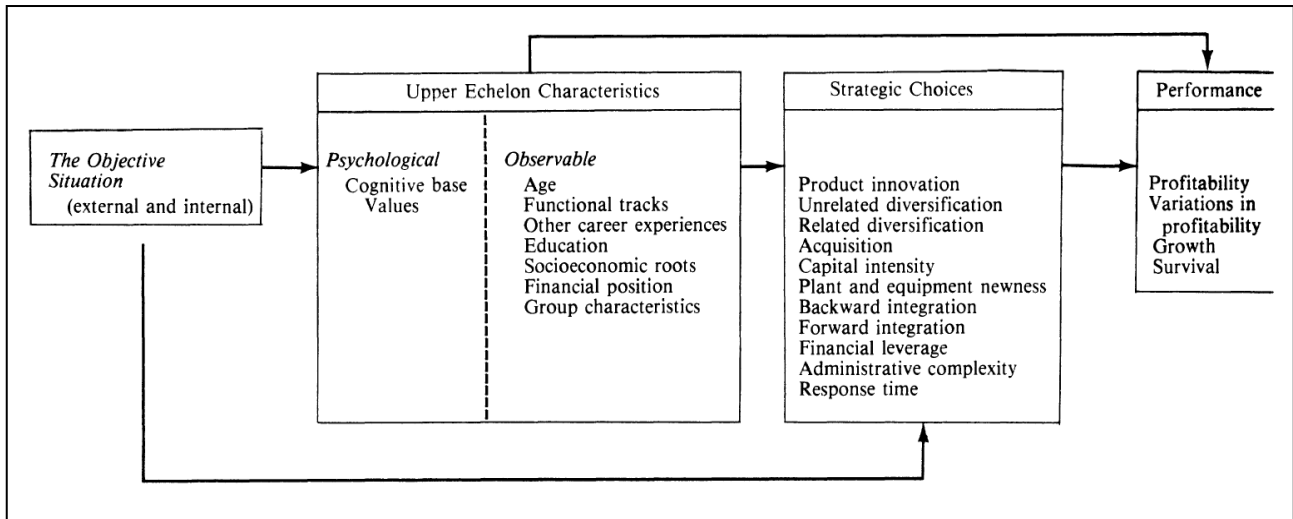 The Objective
Situation
(external and internal)
Upper Echelon Characteristics
Psychological
Cognitive base
Values
Observable
Age
Functional tracks
Other career experiences
Education
Socioeconomic roots
Financial position
Group characteristics
Strategic Choices
Product innovation
Unrelated diversification
Related diversification
Acquisition
Capital intensity
Plant and equipment newness
Backward integration
Forward integration
Financial leverage
Administrative complexity
Response time
Performance
Profitability
Variations in
profitability
Growth
Survival